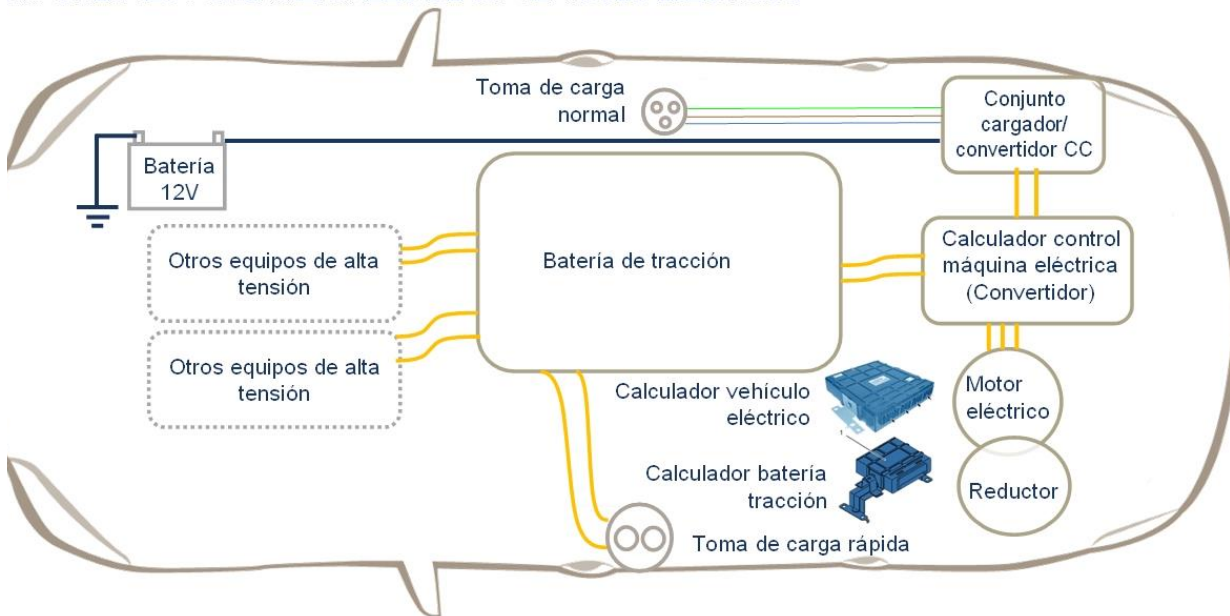 Toma de carga
normal
Conjunto
cargador/
convertidor CC
Batería
12V
Otros equipos de alta
tensión
Batería de tracción
Calculador control
máquina eléctrica
(Convertidor)
Otros equipos de alta
tensión
Calculador vehículo
eléctrico
Motor
eléctrico
Calculador batería
tracción
Reductor
Toma de carga rápida